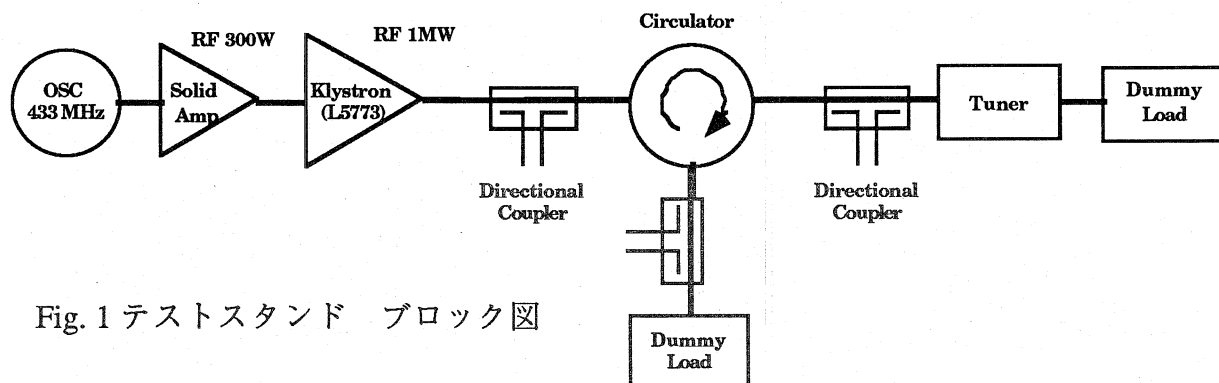 Circulator
RF 300W
RF 1MW
OSC
433 MHz
Solid
Amp
Klystron
(L5773)
Tuner
Dummy
Load
Directional
Coupler
Directional
Coupler
Fig. 1 テストスタンド ブロック図
Dummy
Load